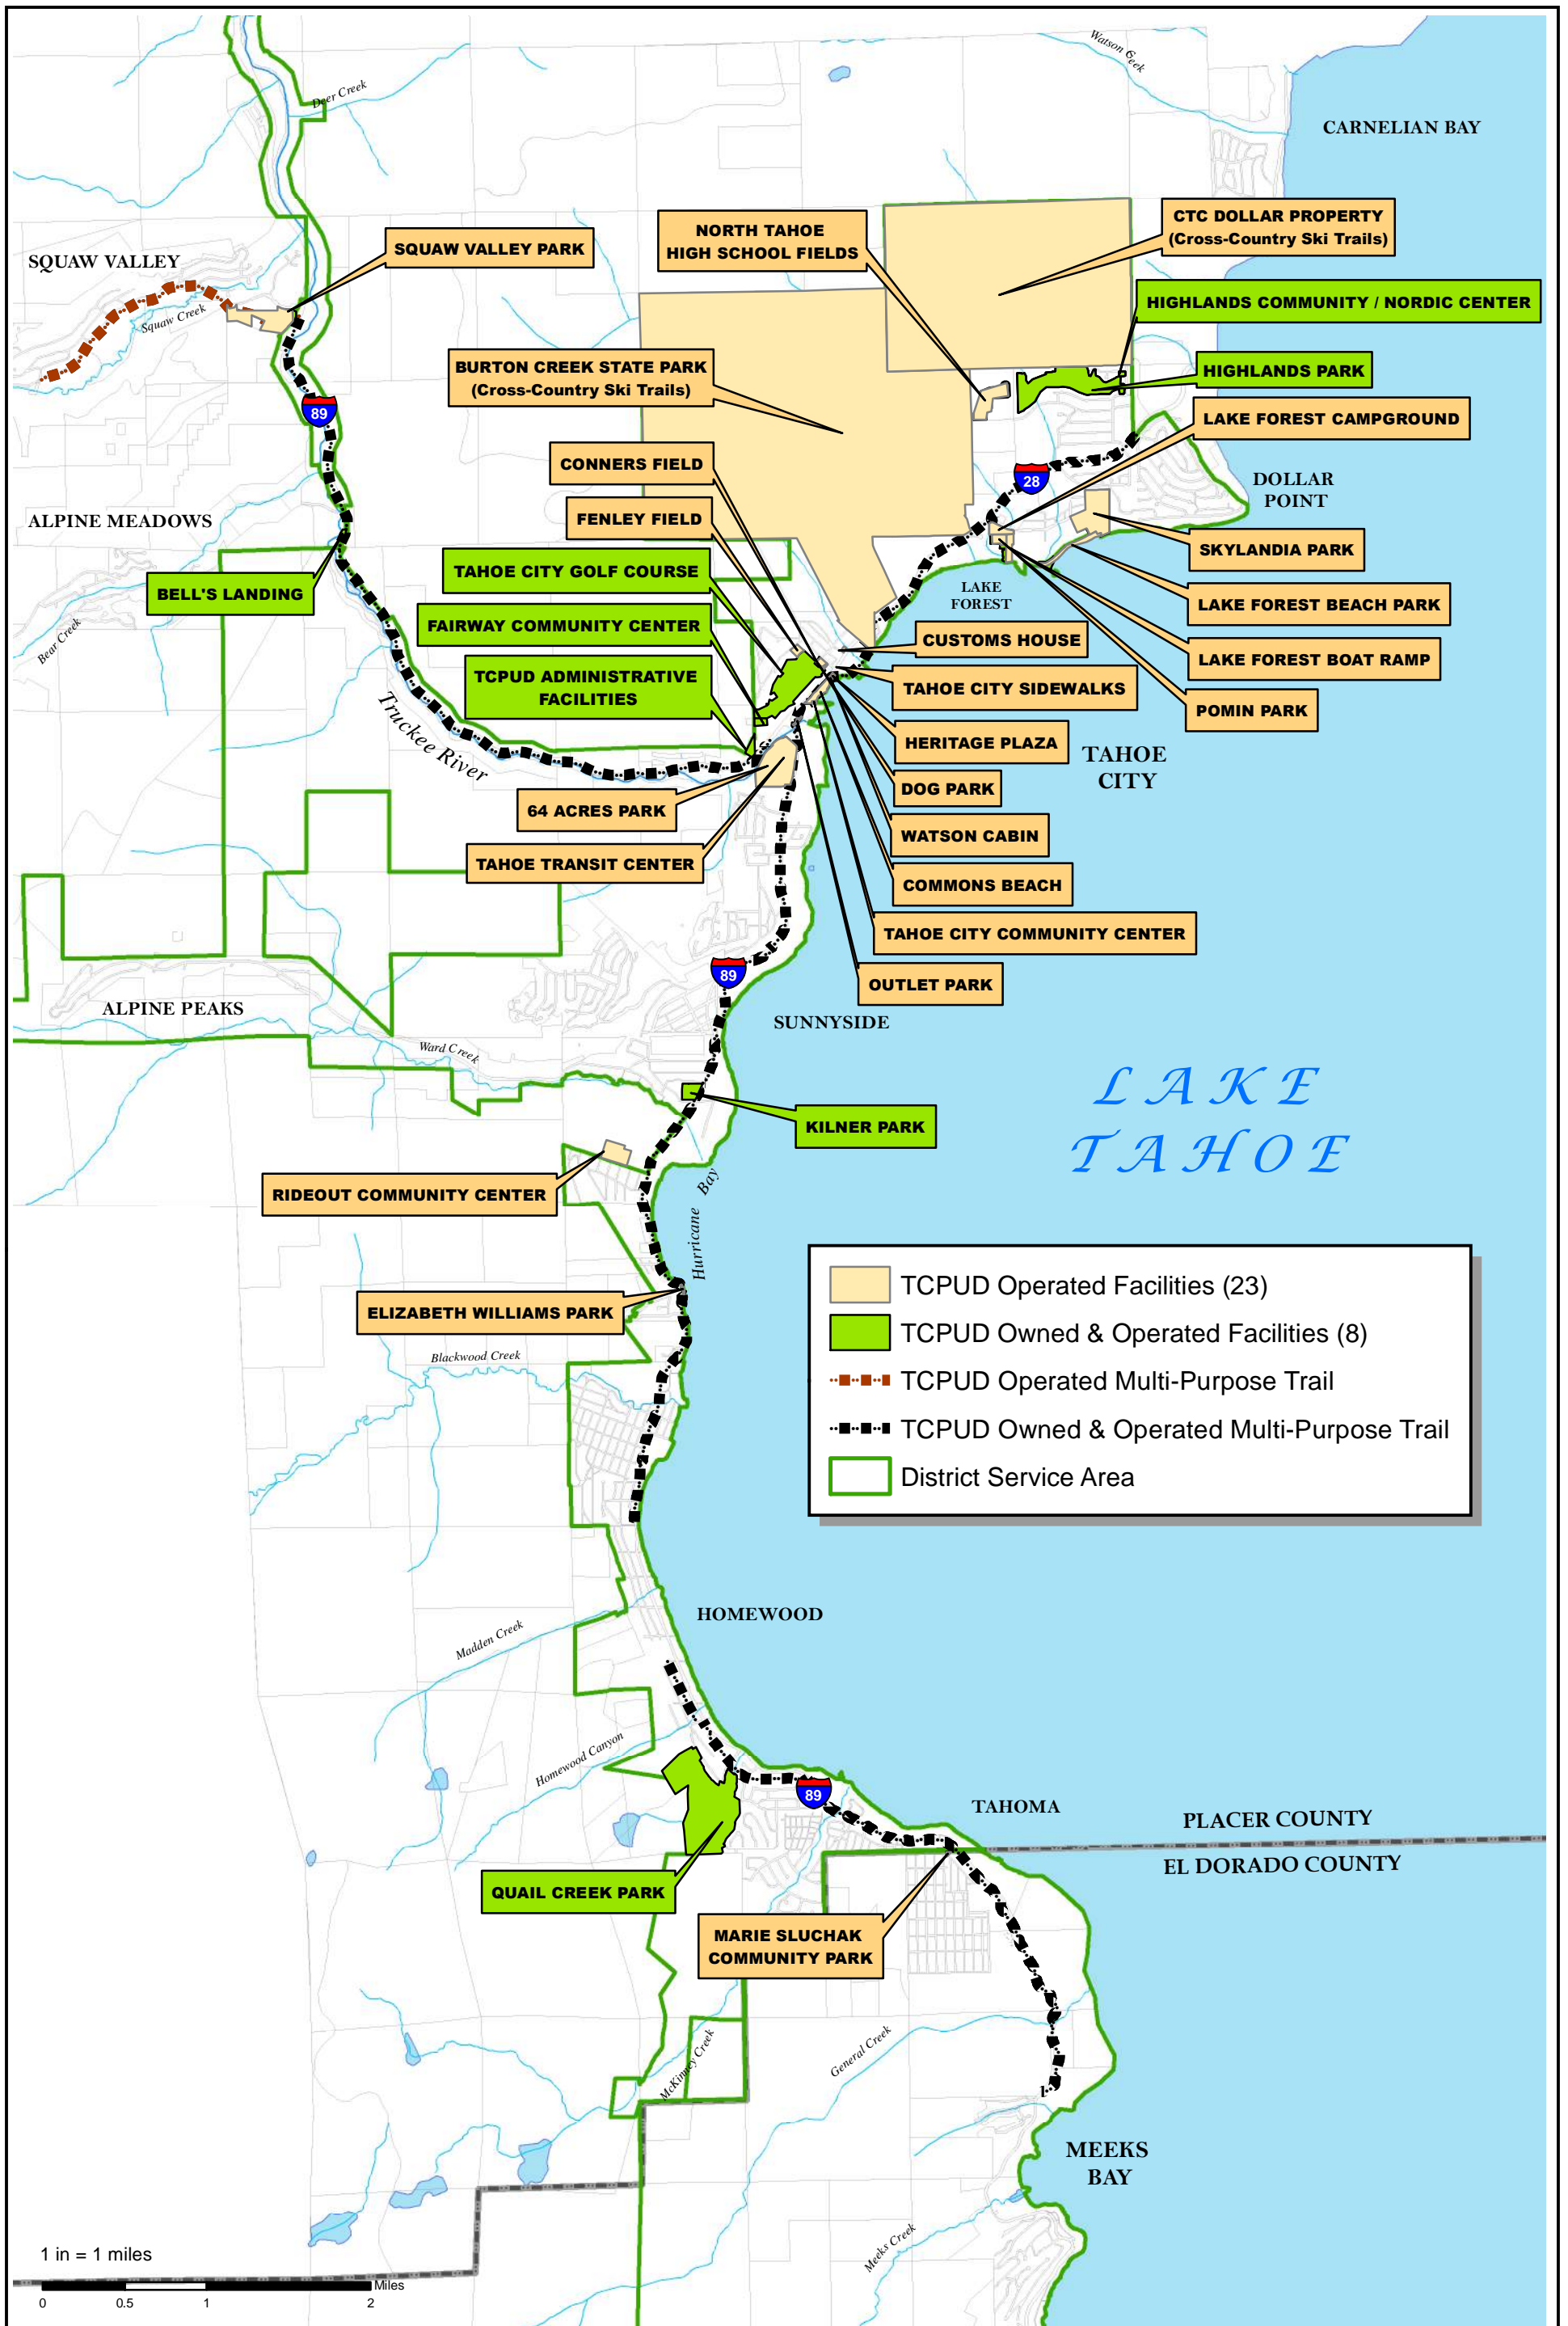 Watson Creek
Deer Creek
CARNELIAN BAY
CTC DOLLAR PROPERTY
(Cross-Country Ski Trails)
NORTH TAHOE
HIGH SCHOOL FIELDS
SQUAW VALLEY PARK
SQUAW VALLEY
HIGHLANDS COMMUNITY / NORDIC CENTER
Squaw Creek
BURTON CREEK STATE PARK
(Cross-Country Ski Trails)
HIGHLANDS PARK
89
LAKE FOREST CAMPGROUND
CONNERS FIELD
28
DOLLAR
POINT
FENLEY FIELD
ALPINE MEADOWS
SKYLANDIA PARK
TAHOE CITY GOLF COURSE
BELL'S LANDING
LAKE
FOREST
LAKE FOREST BEACH PARK
FAIRWAY COMMUNITY CENTER
Bear Creek
CUSTOMS HOUSE
LAKE FOREST BOAT RAMP
TCPUD ADMINISTRATIVE
FACILITIES
TAHOE CITY SIDEWALKS
POMIN PARK
Truckee River
HERITAGE PLAZA
TAHOE
CITY
DOG PARK
64 ACRES PARK
WATSON CABIN
TAHOE TRANSIT CENTER
COMMONS BEACH
TAHOE CITY COMMUNITY CENTER
89
OUTLET PARK
ALPINE PEAKS
SUNNYSIDE
Ward Creek
LAKE
TAHOE
KILNER PARK
RIDEOUT COMMUNITY CENTER
Hurricane Bay
ELIZABETH WILLIAMS PARK
Blackwood Creek
TCPUD Operated Facilities (23)
TCPUD Owned & Operated Facilities (8)
TCPUD Operated Multi-Purpose Trail
TCPUD Owned & Operated Multi-Purpose Trail
District Service Area
HOMEWOOD
Madden Creek
Homewood Canyon
89
TAHOMA
PLACER COUNTY
EL DORADO COUNTY
QUAIL CREEK PARK
MARIE SLUCHAK
COMMUNITY PARK
McKinney Creek
General Creek
MEEKS
BAY
Meeks Creek
1 in = 1 miles
Miles
0 0.5 1 2